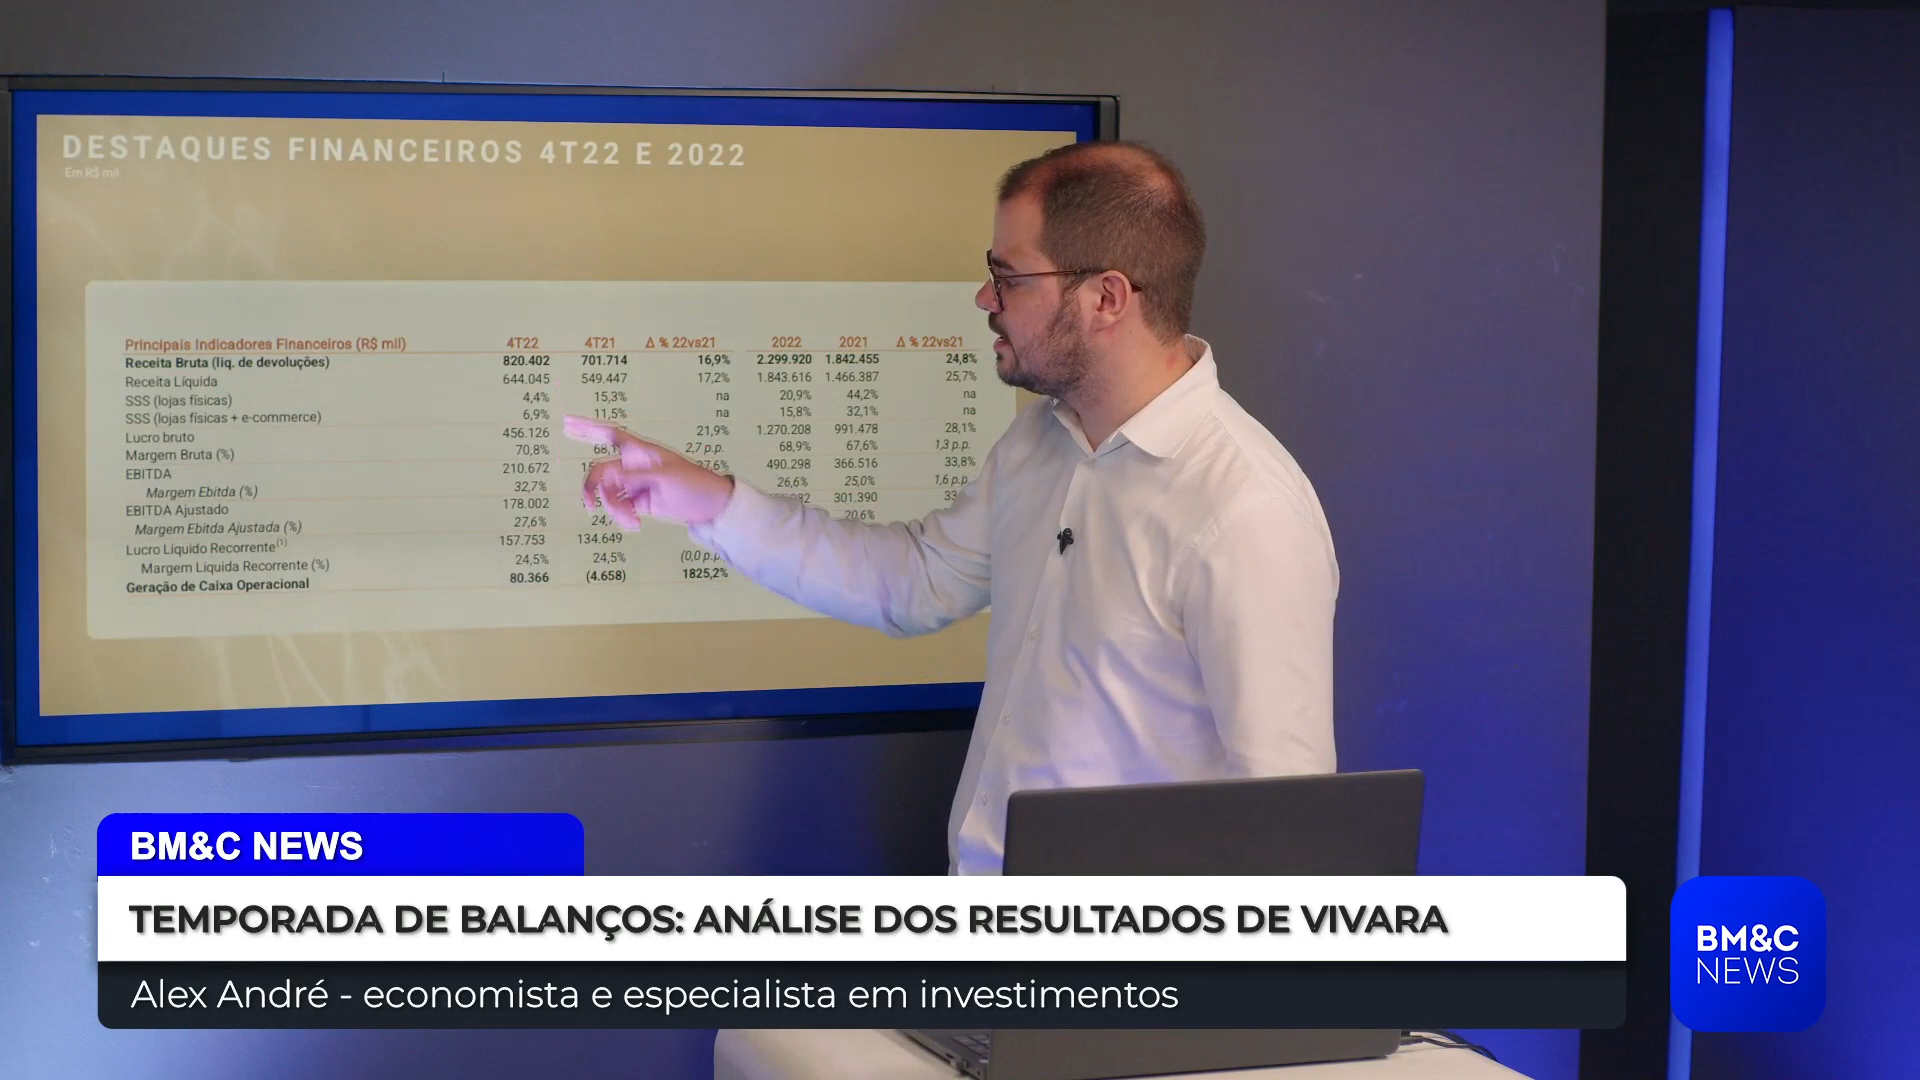 DESTAQUES FINANCEIROS 4T22 E 2022
Em R$ mil
Principais Indicadores Financeiros (R$ mil) 4T22 4T21 Δ % 22vs21 2022 2021 Δ % 22vs21
Receita Bruta (liq. de devoluções) 820.402 701.714 16,9% 2.299.920 1.842.455 24,8%
Receita Líquida 644.045 549.447 17,2% 1.843.616 1.466.387 25,7%
SSS (lojas físicas) 4,4% 15,3% na 20,9% 44,2% na
SSS (lojas físicas + e-commerce) 6,9% 11,5% na 15,8% 32,1% na
Lucro bruto 456.126 21,9% 1.270.208 991.478 28,1%
Margem Bruta (%) 70,8% 2,7 p.p. 68,9% 67,6% 1,3 p.p.
EBITDA 210.672 490.298 366.516 33,8%
Margem Ebitda (%) 32,7% 26,6% 25,0% 1,6 p.p.
EBITDA Ajustado 178.002 301.390
Margem Ebitda Ajustada (%) 27,6% 20,6%
Lucro Líquido Recorrente(1) 157.753 134.649
Margem Líquida Recorrente (%) 24,5% 24,5% (0,0 p.p.
Geração de Caixa Operacional 80.366 (4.658) 1825,2%
BM&C NEWS
TEMPORADA DE BALANÇOS: ANÁLISE DOS RESULTADOS DE VIVARA
Alex André - economista e especialista em investimentos
BM&C
NEWS